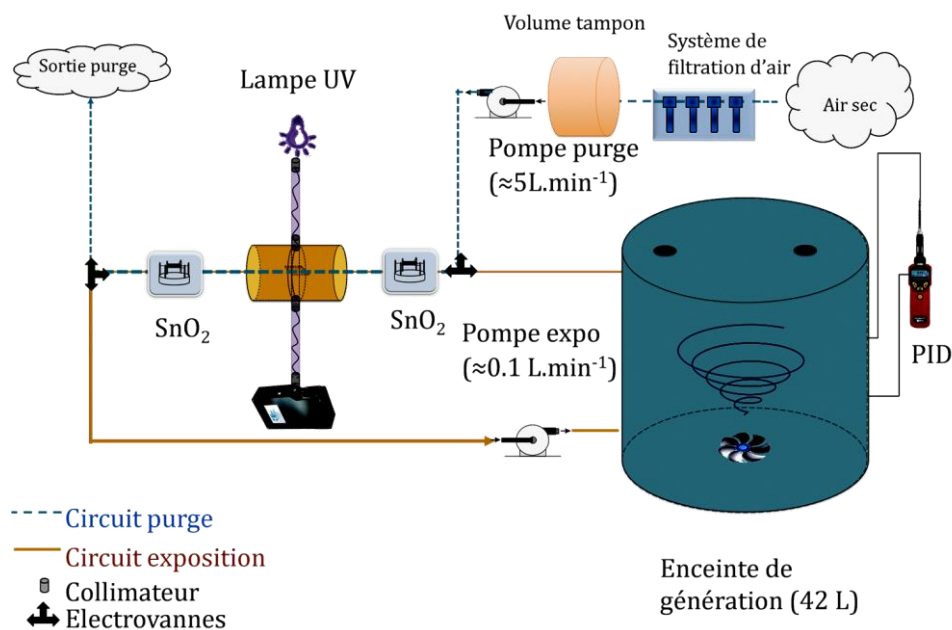 Volume tampon
Système de
filtration d'air
Sortie purge
Lampe UV
Air sec
Pompe purge
(≈5L.min⁻¹)
SnO₂
SnO₂
Pompe expo
(≈0.1 L.min⁻¹)
PID
Circuit purge
Circuit exposition
Collimateur
Electrovannes
Enceinte de
génération (42 L)